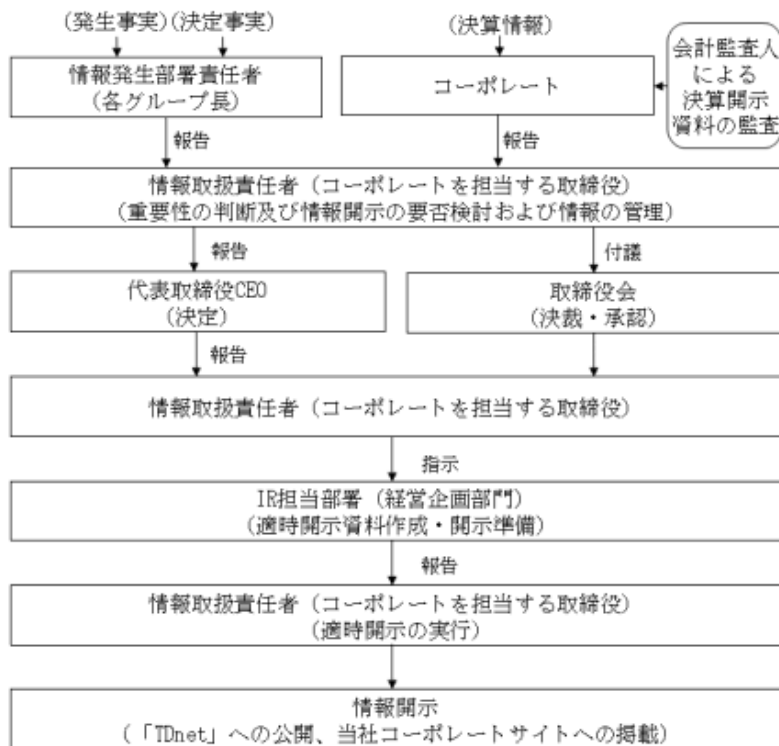 (発生事実)(決定事実)
(決算情報)
情報発生部署責任者
(各グループ長)
コーポレート
会計監査人
による
決算開示
資料の監査
報告
報告
情報取扱責任者(コーポレートを担当する取締役)
(重要性の判断及び情報開示の要否検討および情報の管理)
報告
付議
代表取締役CEO
(決定)
取締役会
(決裁・承認)
報告
情報取扱責任者(コーポレートを担当する取締役)
指示
IR担当部署(経営企画部門)
(適時開示資料作成・開示準備)
報告
情報取扱責任者(コーポレートを担当する取締役)
(適時開示の実行)
情報開示
(「TDnet」への公開、当社コーポレートサイトへの掲載)